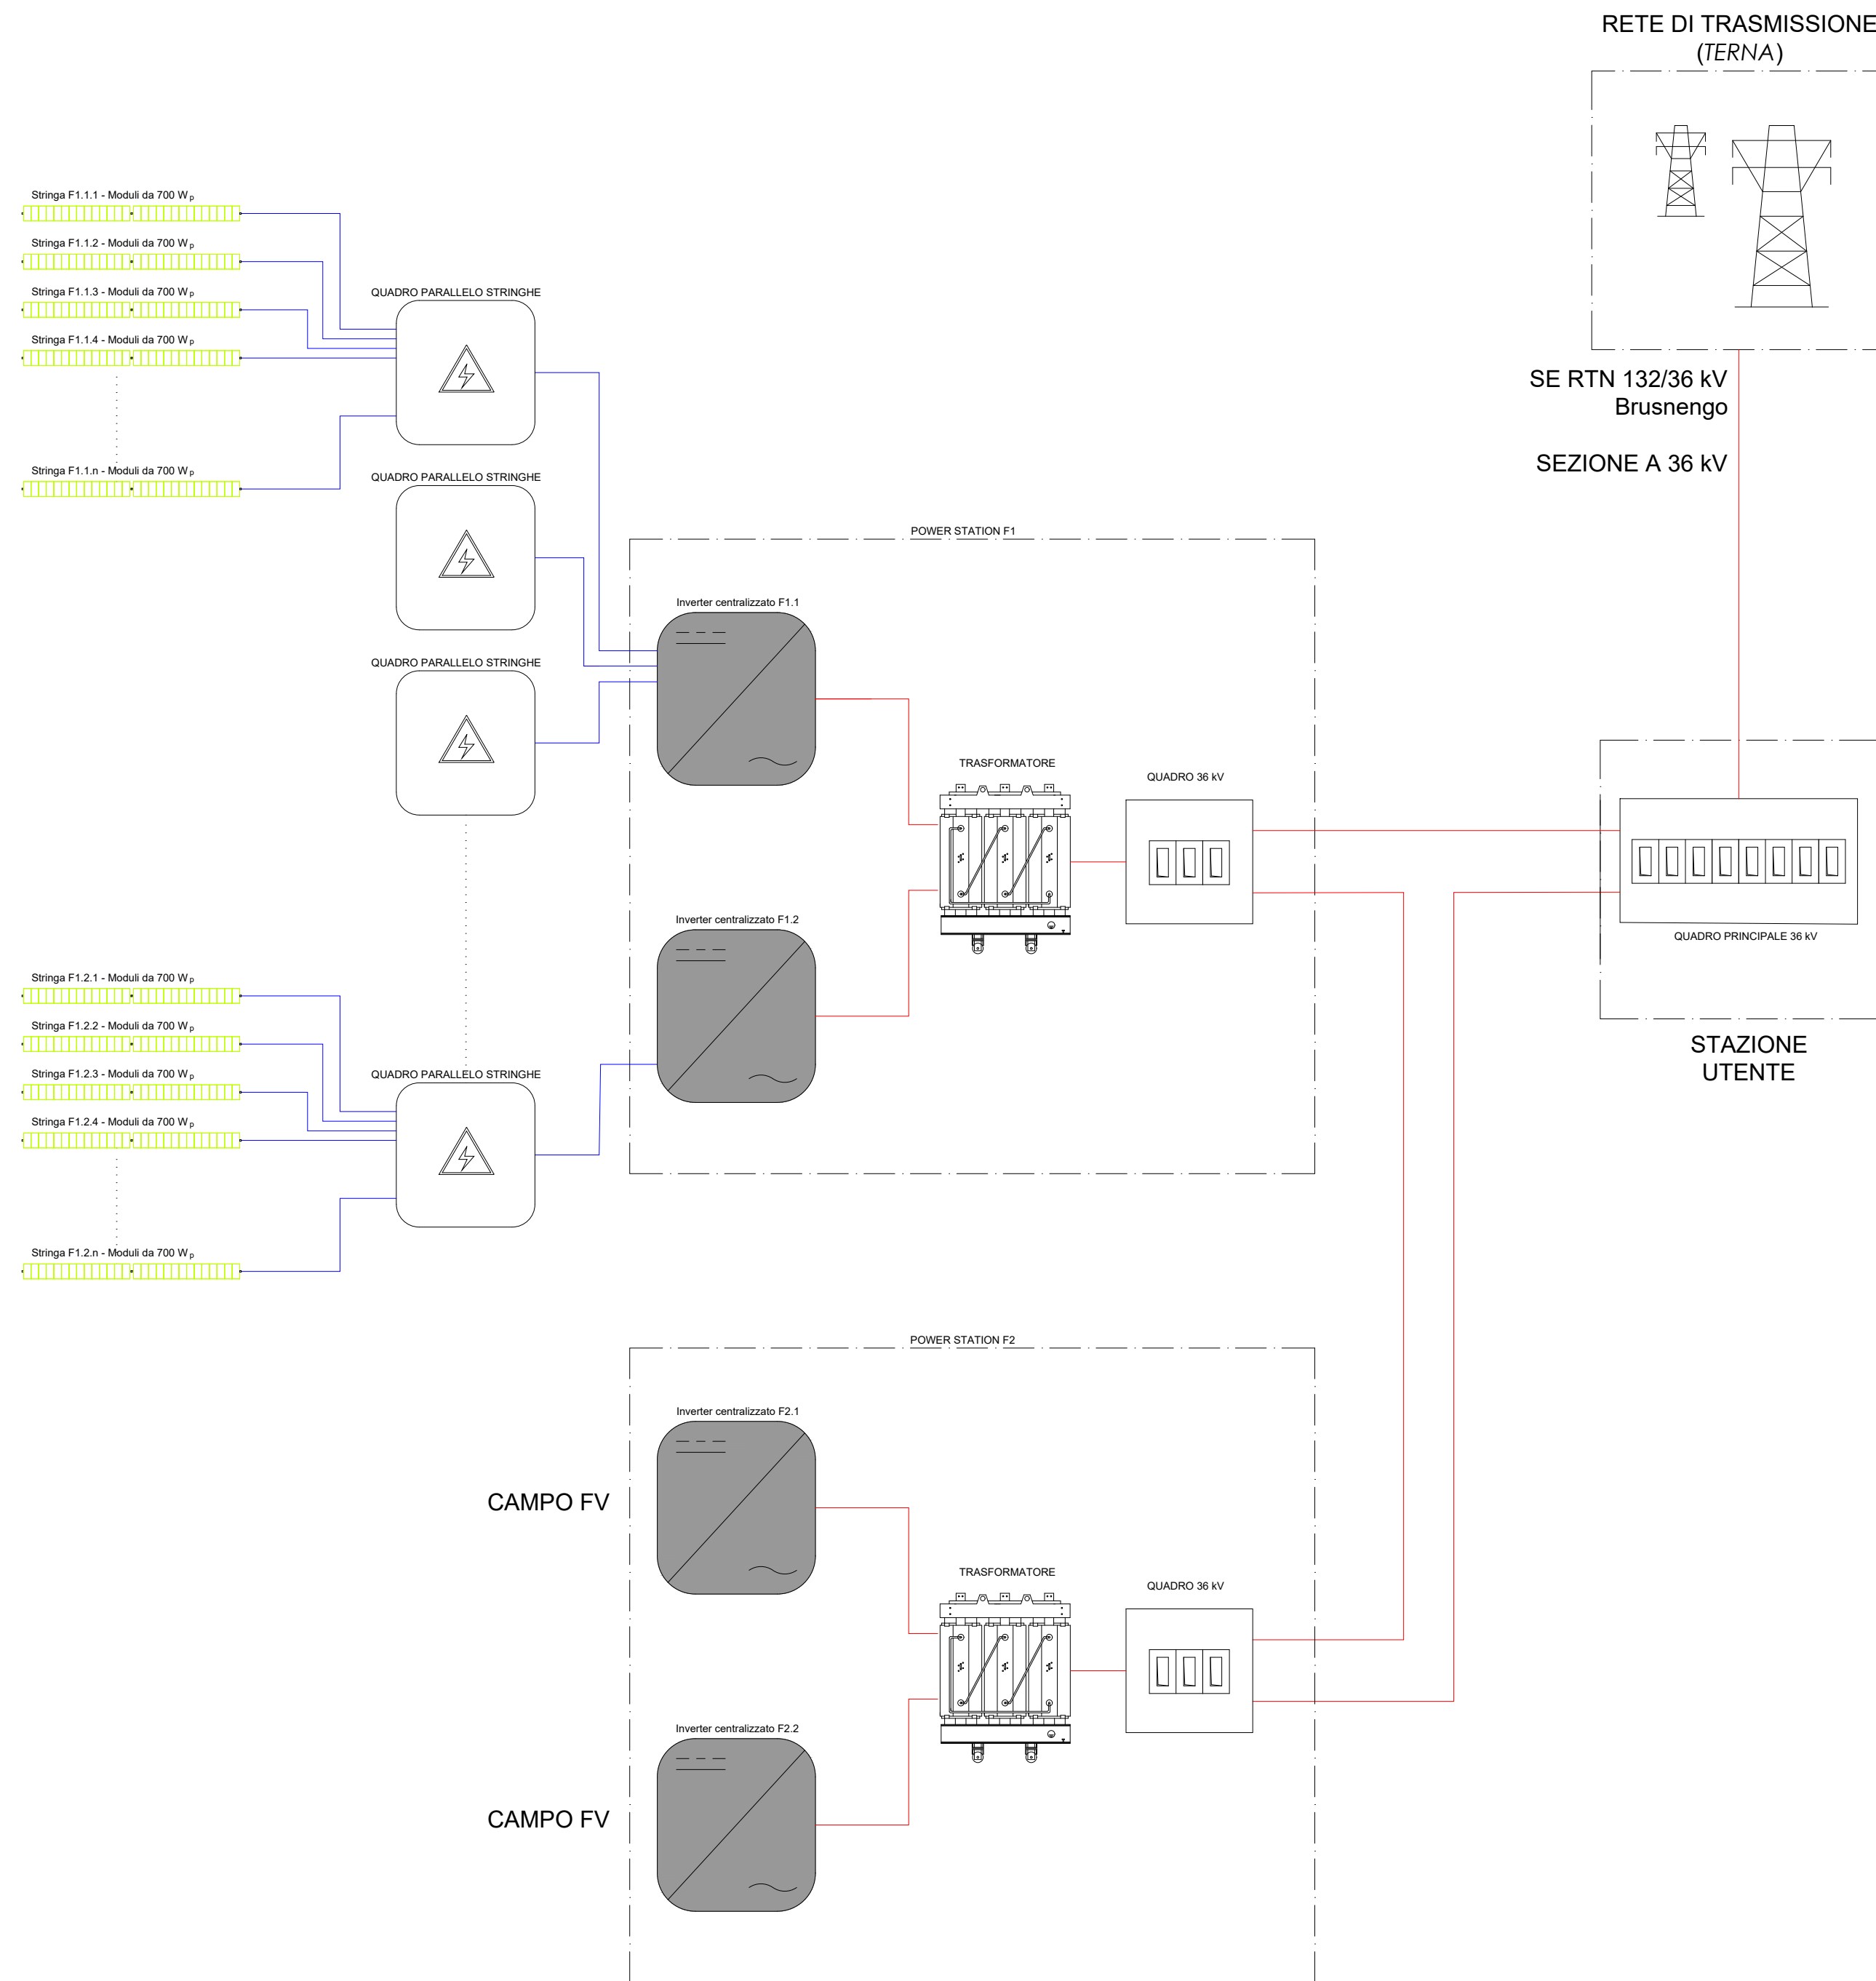 RETE DI TRASMISSIONE
(TERNA)
SE RTN 132/36 kV
Brusnengo
SEZIONE A 36 kV
Stringa F1.1.1 - Moduli da 700 Wp
Stringa F1.1.2 - Moduli da 700 Wp
Stringa F1.1.3 - Moduli da 700 Wp
Stringa F1.1.4 - Moduli da 700 Wp
Stringa F1.1.n - Moduli da 700 Wp
QUADRO PARALLELO STRINGHE
QUADRO PARALLELO STRINGHE
QUADRO PARALLELO STRINGHE
POWER STATION F1
Inverter centralizzato F1.1
TRASFORMATORE
QUADRO 36 kV
Inverter centralizzato F1.2
QUADRO PRINCIPALE 36 kV
STAZIONE
UTENTE
Stringa F1.2.1 - Moduli da 700 Wp
Stringa F1.2.2 - Moduli da 700 Wp
Stringa F1.2.3 - Moduli da 700 Wp
Stringa F1.2.4 - Moduli da 700 Wp
Stringa F1.2.n - Moduli da 700 Wp
QUADRO PARALLELO STRINGHE
POWER STATION F2
Inverter centralizzato F2.1
CAMPO FV
TRASFORMATORE
QUADRO 36 kV
Inverter centralizzato F2.2
CAMPO FV